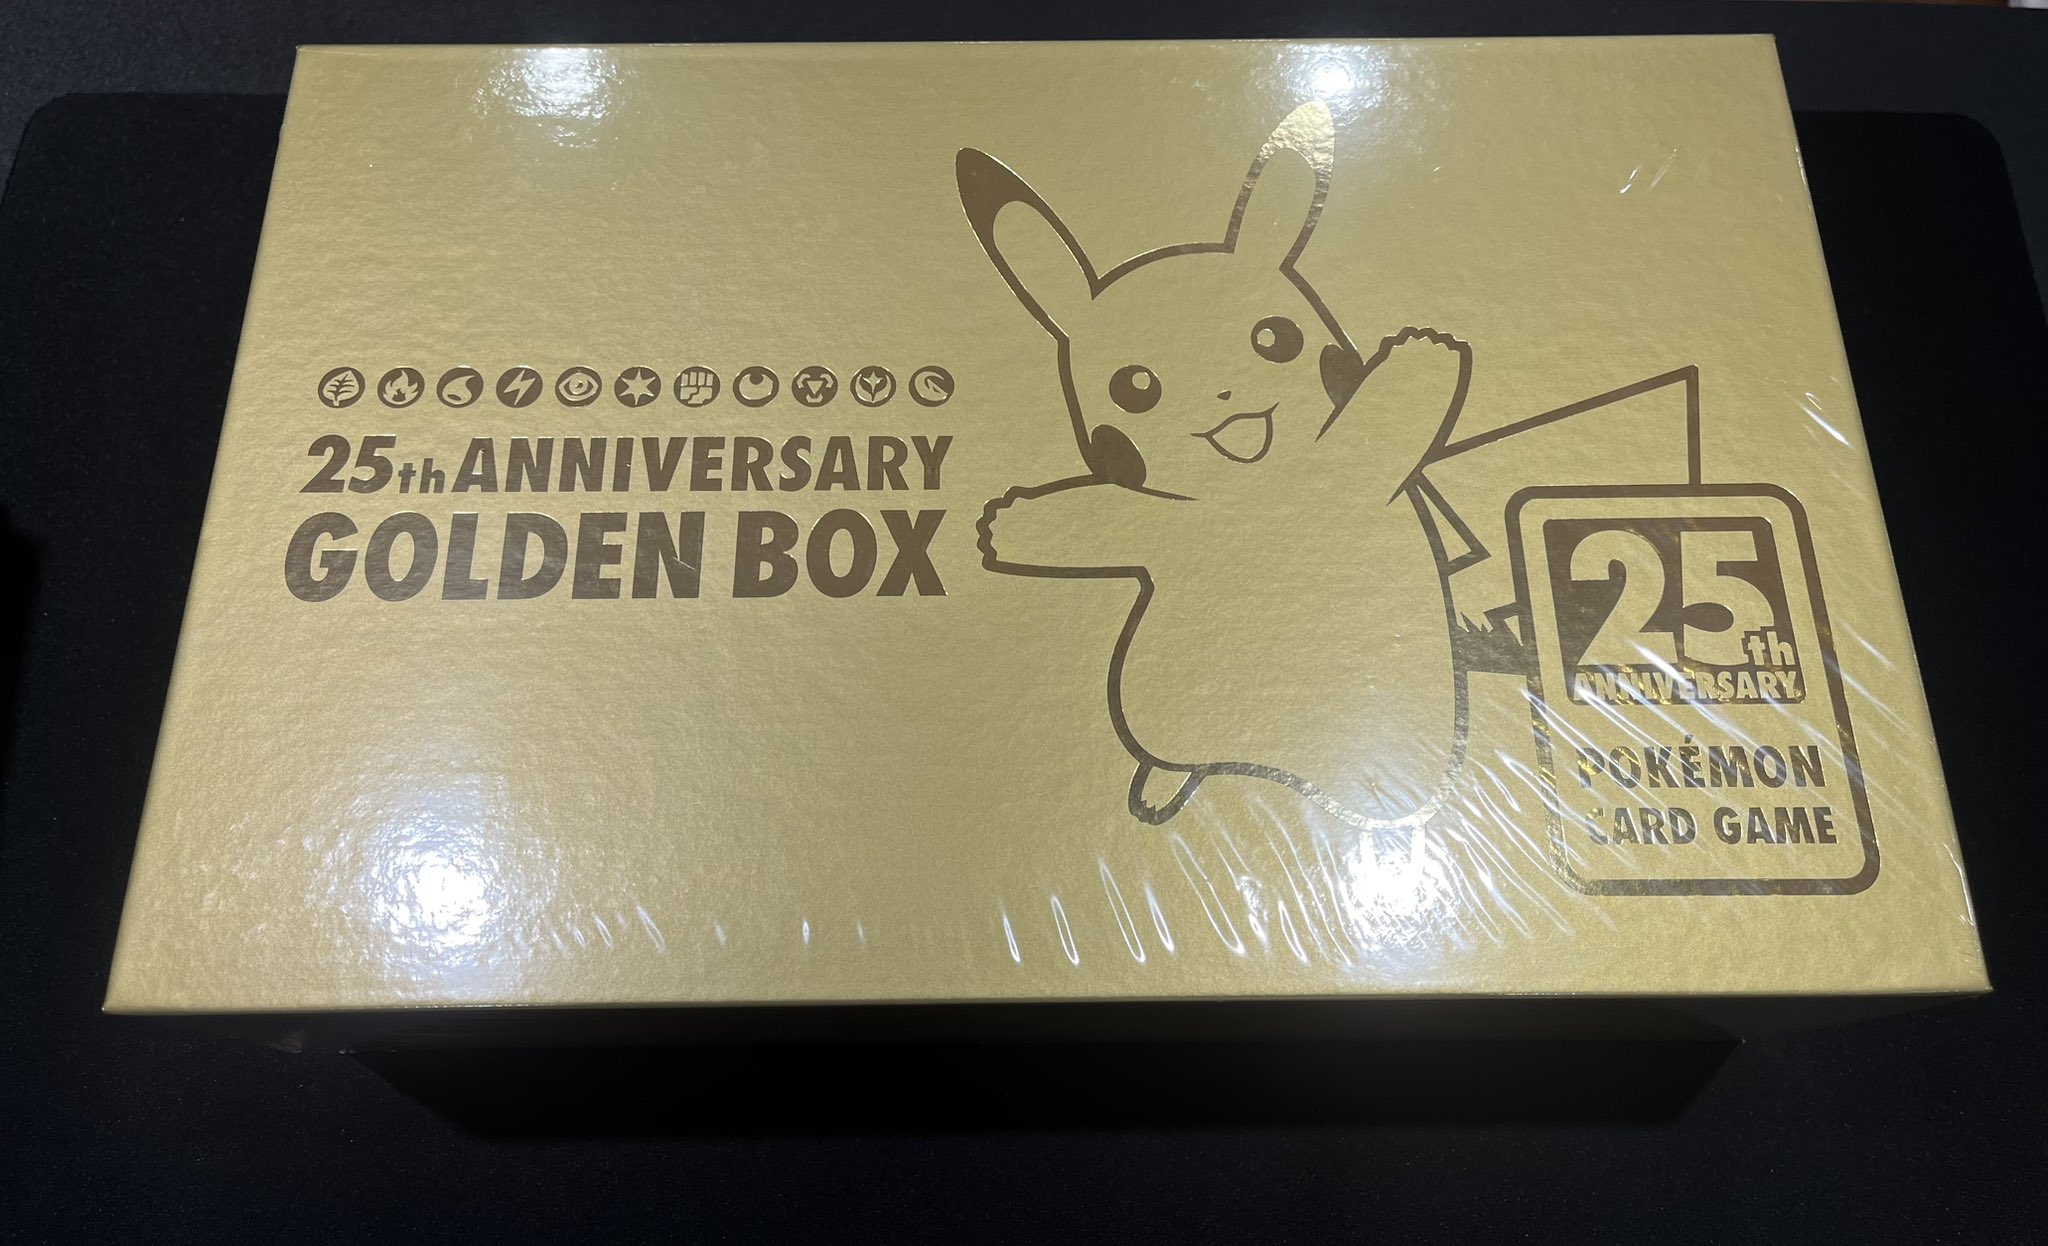 25th ANNIVERSARY
GOLDEN BOX
25th
ANNIVERSARY
POKÉMON
CARD GAME